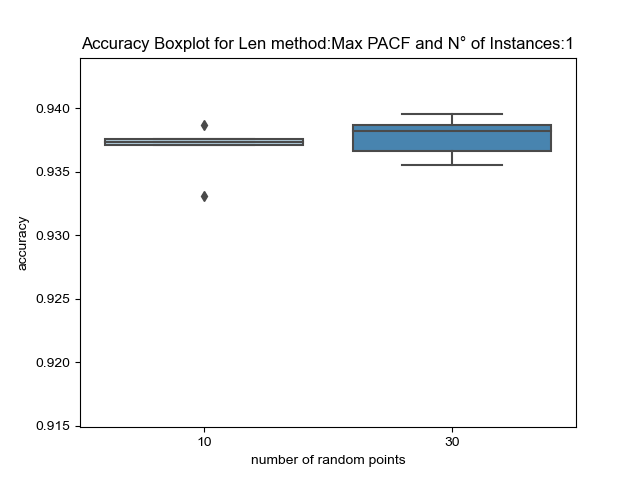 Accuracy Boxplot for Len method:Max PACF and N° of Instances:1
0.940
0.935
0.930
0.925
0.920
0.915
accuracy
10
30
number of random points